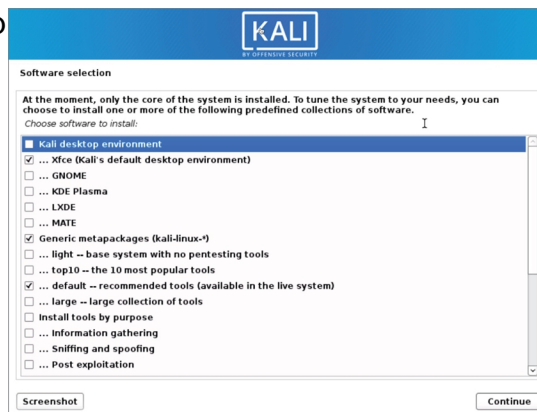 KALI
BY OFFENSIVE SECURITY
Software selection
At the moment, only the core of the system is installed. To tune the system to your needs, you can
choose to install one or more of the following predefined collections of software.
Choose software to install:
Kali desktop environment
... Xfce (Kali's default desktop environment)
... GNOME
... KDE Plasma
... LXDE
... MATE
Generic metapackages (kali-linux-*)
... light -- base system with no pentesting tools
... top10 -- the 10 most popular tools
... default -- recommended tools (available in the live system)
... large -- large collection of tools
Install tools by purpose
... Information gathering
... Sniffing and spoofing
... Post exploitation
Screenshot
Continue